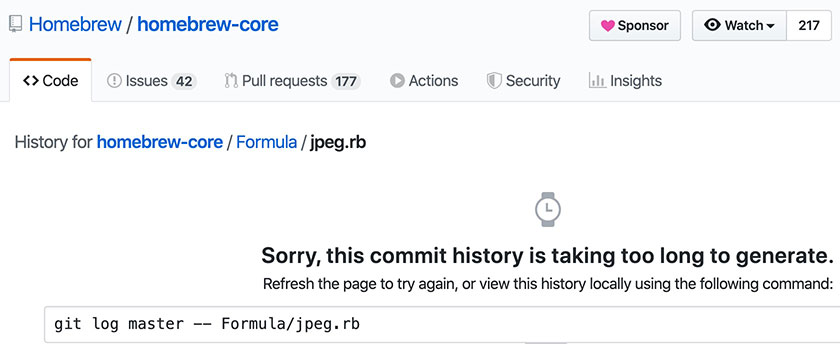 Homebrew / homebrew-core Sponsor Watch 217
Code Issues 42 Pull requests 177 Actions Security Insights
History for homebrew-core / Formula / jpeg.rb
Sorry, this commit history is taking too long to generate.
Refresh the page to try again, or view this history locally using the following command:
git log master -- Formula/jpeg.rb